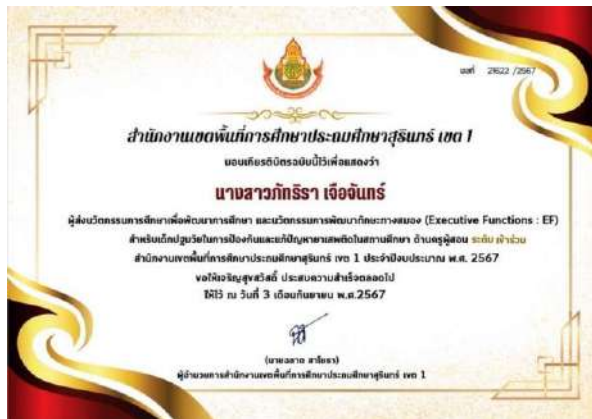 เลขที่ 21622 /2567
สำนักงานเขตพื้นที่การศึกษาประถมศึกษาสุรินทร์ เขต 1
มอบเกียรติบัตรฉบับนี้ไว้เพื่อแสดงว่า
นางสาวภัทธิรา เจือจันทร์
ผู้ส่งนวัตกรรมการศึกษาเพื่อพัฒนาการศึกษา และนวัตกรรมการพัฒนาทักษะทางสมอง (Executive Functions : EF)
สำหรับเด็กปฐมวัยในการป้องกันและแก้ปัญหายาเสพติดในสถานศึกษา ด้านครูผู้สอน ระดับ เข้าร่วม
สำนักงานเขตพื้นที่การศึกษาประถมศึกษาสุรินทร์ เขต 1 ประจำปีงบประมาณ พ.ศ. 2567
ขอให้เจริญสุขสวัสดิ์ ประสบความสำเร็จตลอดไป
ให้ไว้ ณ วันที่ 3 เดือนกันยายน พ.ศ.2567
ผู้อำนวยการสำนักงานเขตพื้นที่การศึกษาประถมศึกษาสุรินทร์ เขต 1